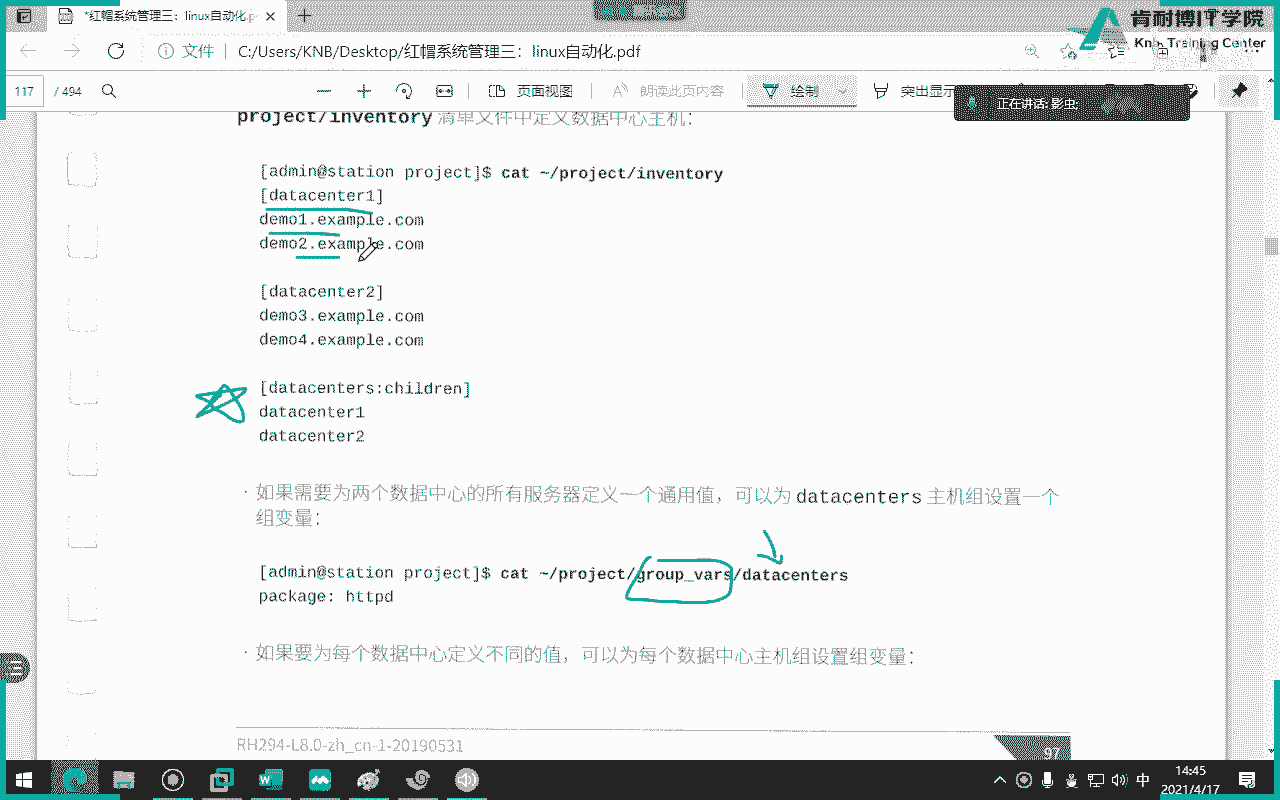 *红帽系统管理三：linux自动化.p
肯耐博IT学院
文件
C:/Users/KNB/Desktop/红帽系统管理三：linux自动化.pdf
Training Center
117 / 494
页面视图
朗读此页内容
绘制
突出显示
正在讲话: 影虫;
project/inventory 清单文件中定义数据中心主机：
[admin@station project]$ cat ~/project/inventory
[datacenter1]
demo1.example.com
demo2.example.com
[datacenter2]
demo3.example.com
demo4.example.com
[datacenters:children]
datacenter1
datacenter2
· 如果需要为两个数据中心的所有服务器定义一个通用值，可以为 datacenters 主机组设置一个
组变量：
[admin@station project]$ cat ~/project/group_vars/datacenters
package: httpd
· 如果要为每个数据中心定义不同的值，可以为每个数据中心主机组设置组变量：
RH294-L8.0-zh_cn-1-20190531
97
中
14:45
2021/4/17